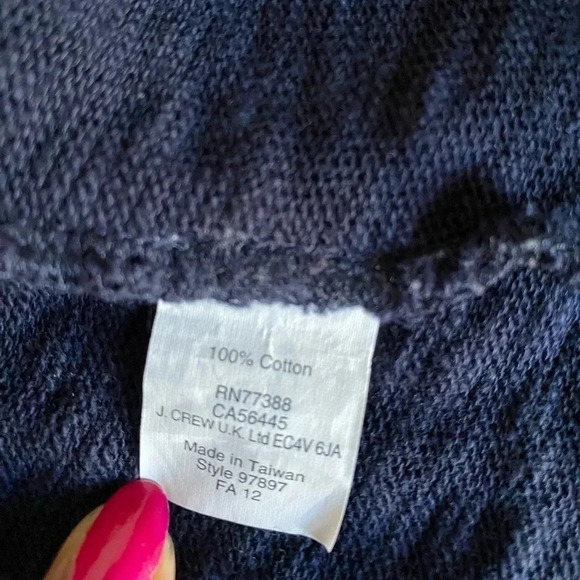 100% Cotton
RN77388
CA56445
J. CREW U.K. Ltd EC4V 6JA
Made in Taiwan
Style 97897
FA 12